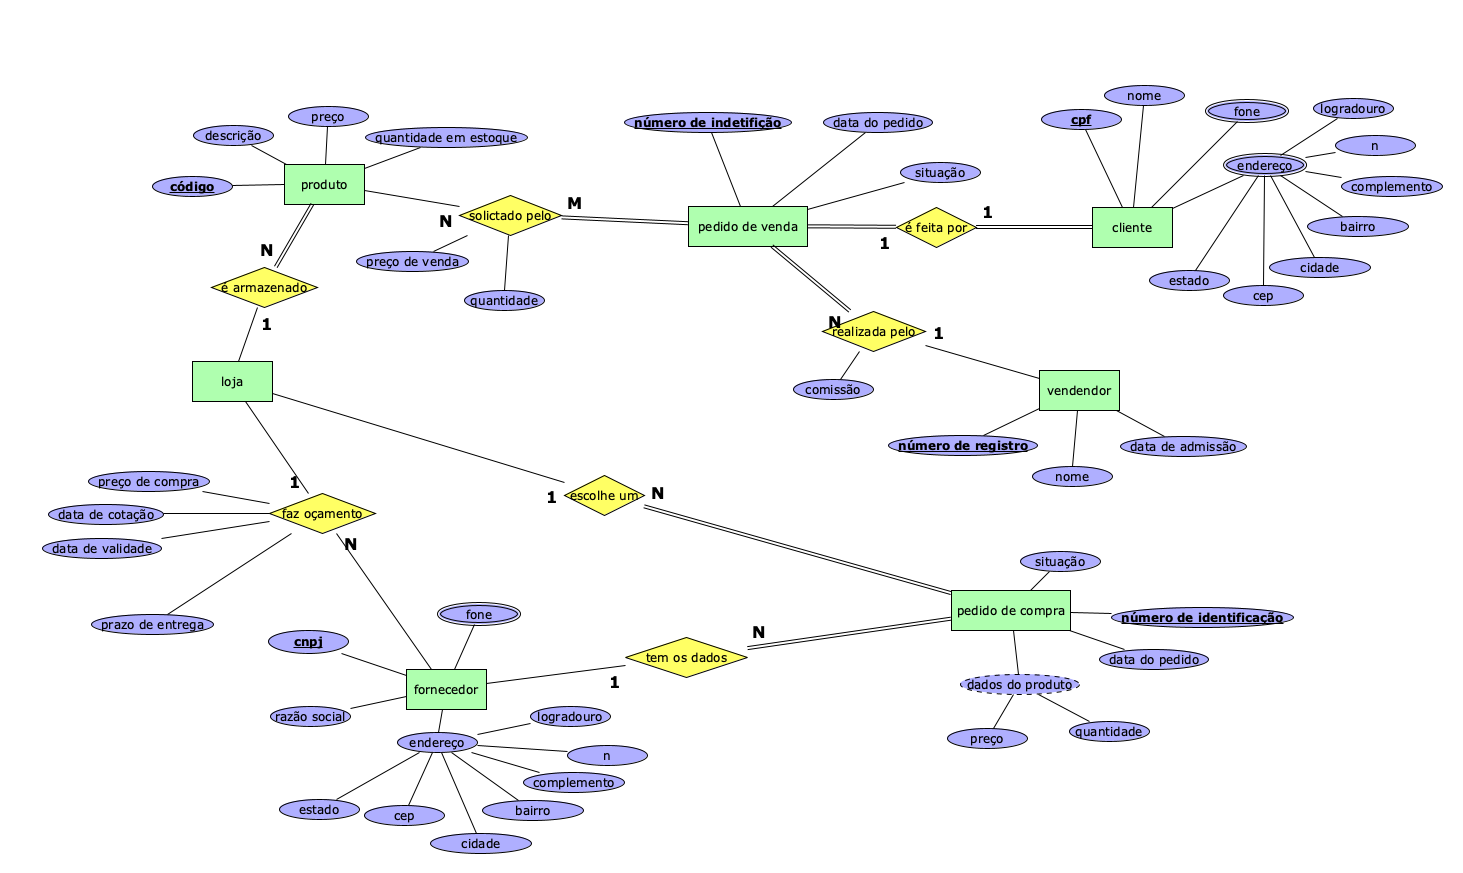 nome
preço
logradouro
fone
cpf
número de indetifição
data do pedido
descrição
quantidade em estoque
n
endereço
situação
código
produto
complemento
M
1
solictado pelo
N
pedido de venda
é feita por
cliente
bairro
1
N
preço de venda
cidade
estado
é armazenado
cep
quantidade
1
N
realizada pelo
1
loja
comissão
vendendor
número de registro
data de admissão
nome
preço de compra
1
1
escolhe um
N
data de cotação
faz oçamento
data de validade
N
situação
pedido de compra
fone
número de identificação
prazo de entrega
N
cnpj
tem os dados
data do pedido
1
dados do produto
fornecedor
razão social
logradouro
quantidade
preço
endereço
n
complemento
estado
bairro
cep
cidade